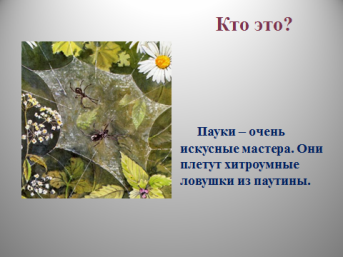 Кто это?
Пауки – очень
искусные мастера. Они
плетут хитроумные
ловушки из паутины.